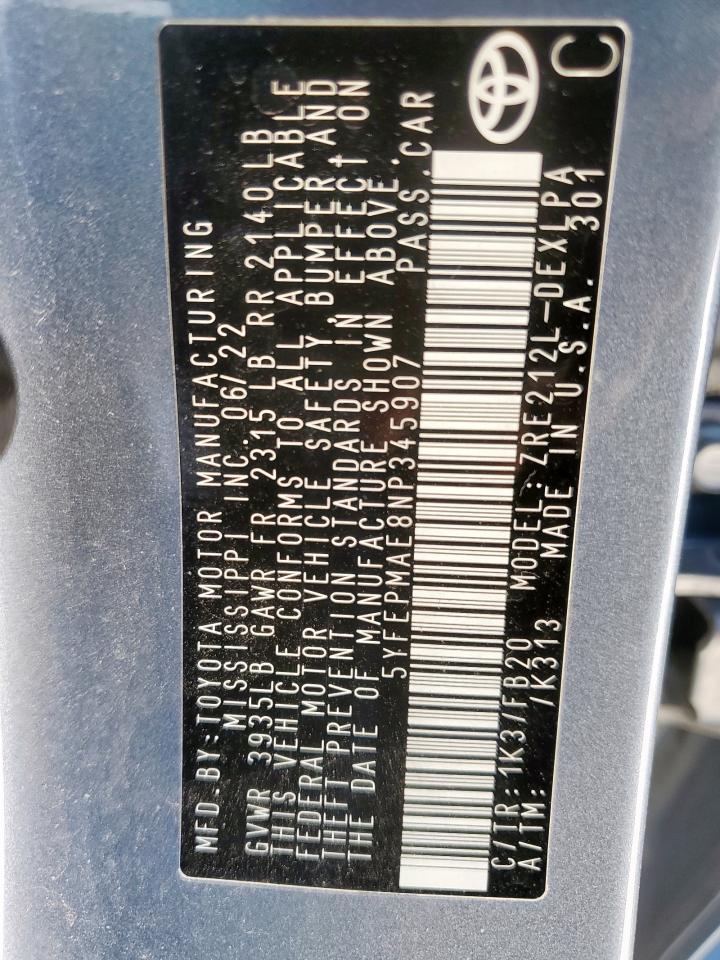 MFD.BY:TOYOTA MOTOR MANUFACTURING
MISSISSIPPI INC. 06/22
GVWR 3935LB GAWR FR 2315 LB RR 2140LB
THIS VEHICLE CONFORMS TO ALL APPLICABLE
FEDERAL MOTOR VEHICLE SAFETY, BUMPER AND
THEFT PREVENTION STANDARDS IN EFFECT ON
THE DATE OF MANUFACTURE SHOWN ABOVE.
5YFEPMAE8NP345907 PASS.CAR
C/TR:1K3/FB20 MODEL:ZRE212L-DEXLPA
A/TM: /K313 MADE IN U.S.A. 301
C